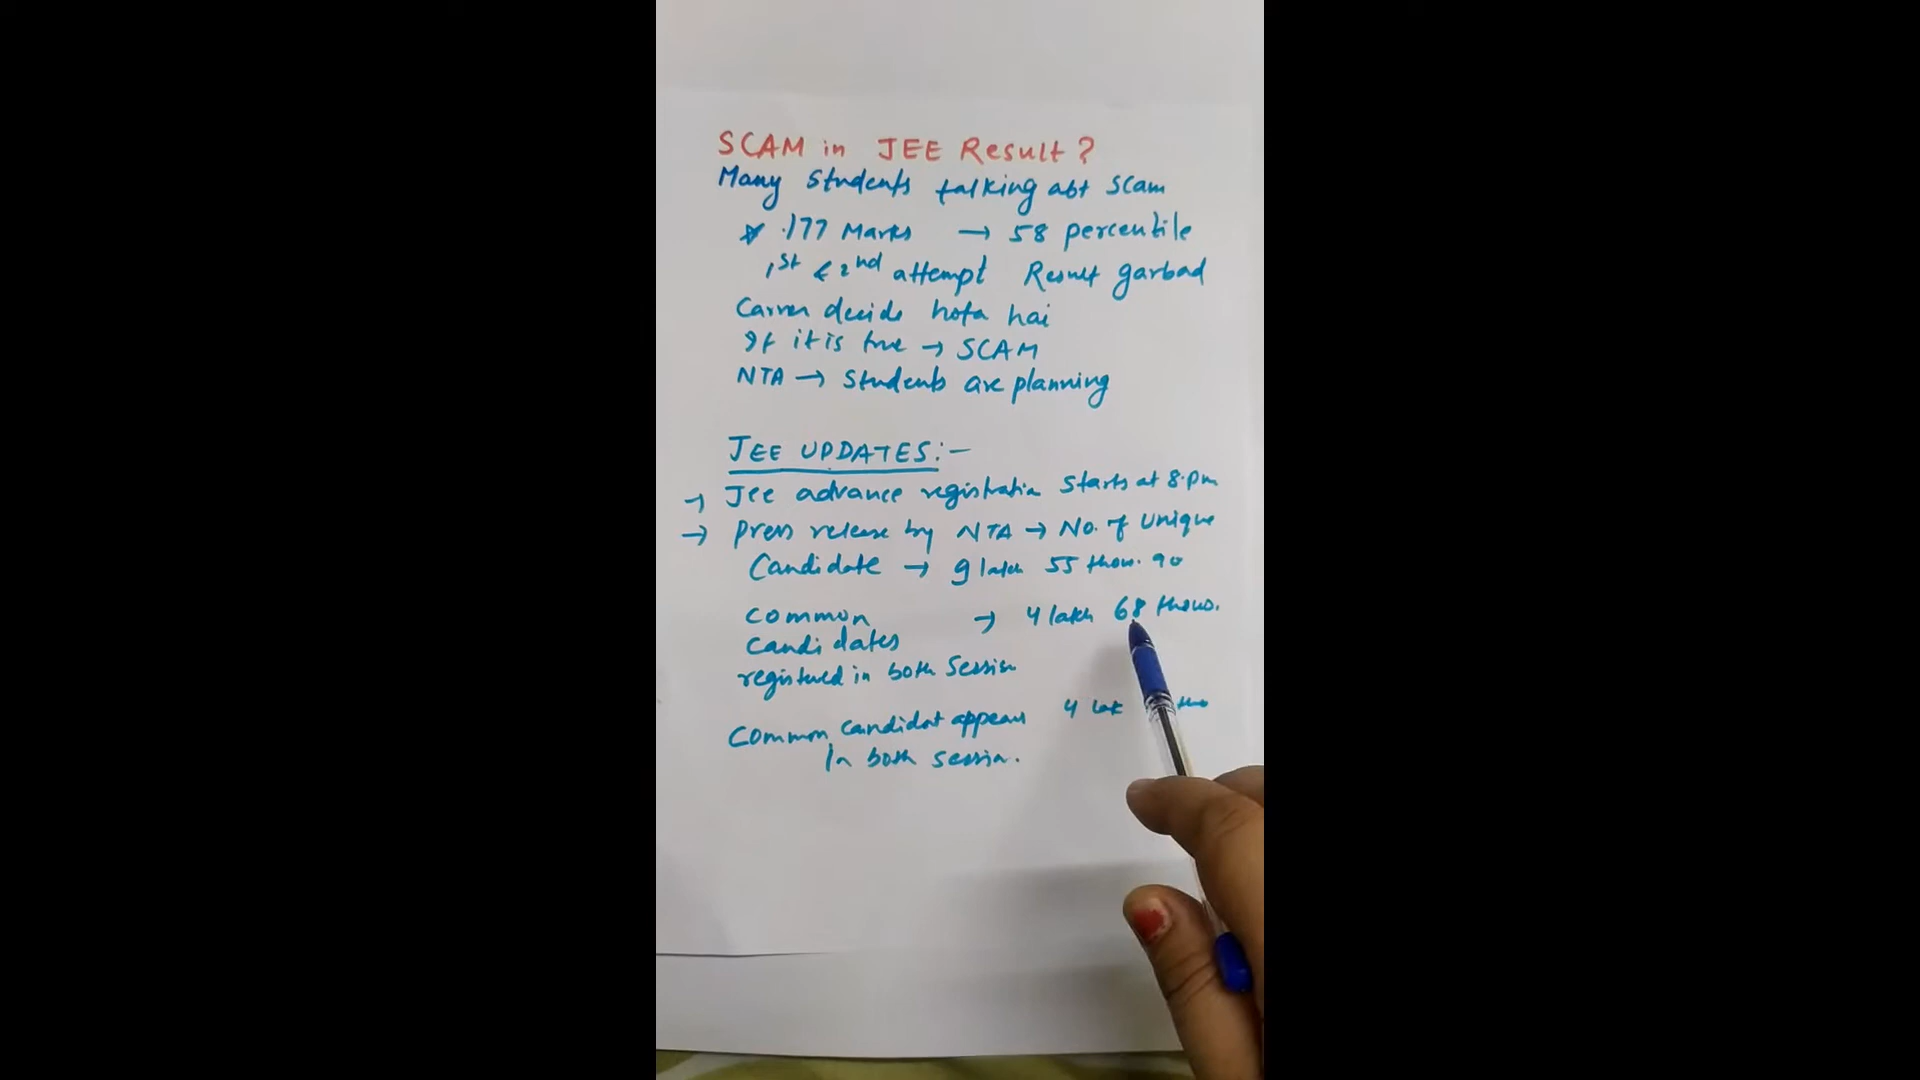 SCAM in JEE Result?
Many Students talking abt Scam
177 Marks → 58 percentile
1st & 2nd attempt Result garbad
Carrer decide hota hai
If it is true → SCAM
NTA → Students are planning
JEE UPDATES:-
→ Jee advance registration Starts at 8.pm
→ press release by NTA → No. of Unique
Candidate → 9 lakh 55 thou. 90
Common → 4 lakh 68 thous.
Candidates
registered in both Session
Common candidat appears 4 lak
In both session.